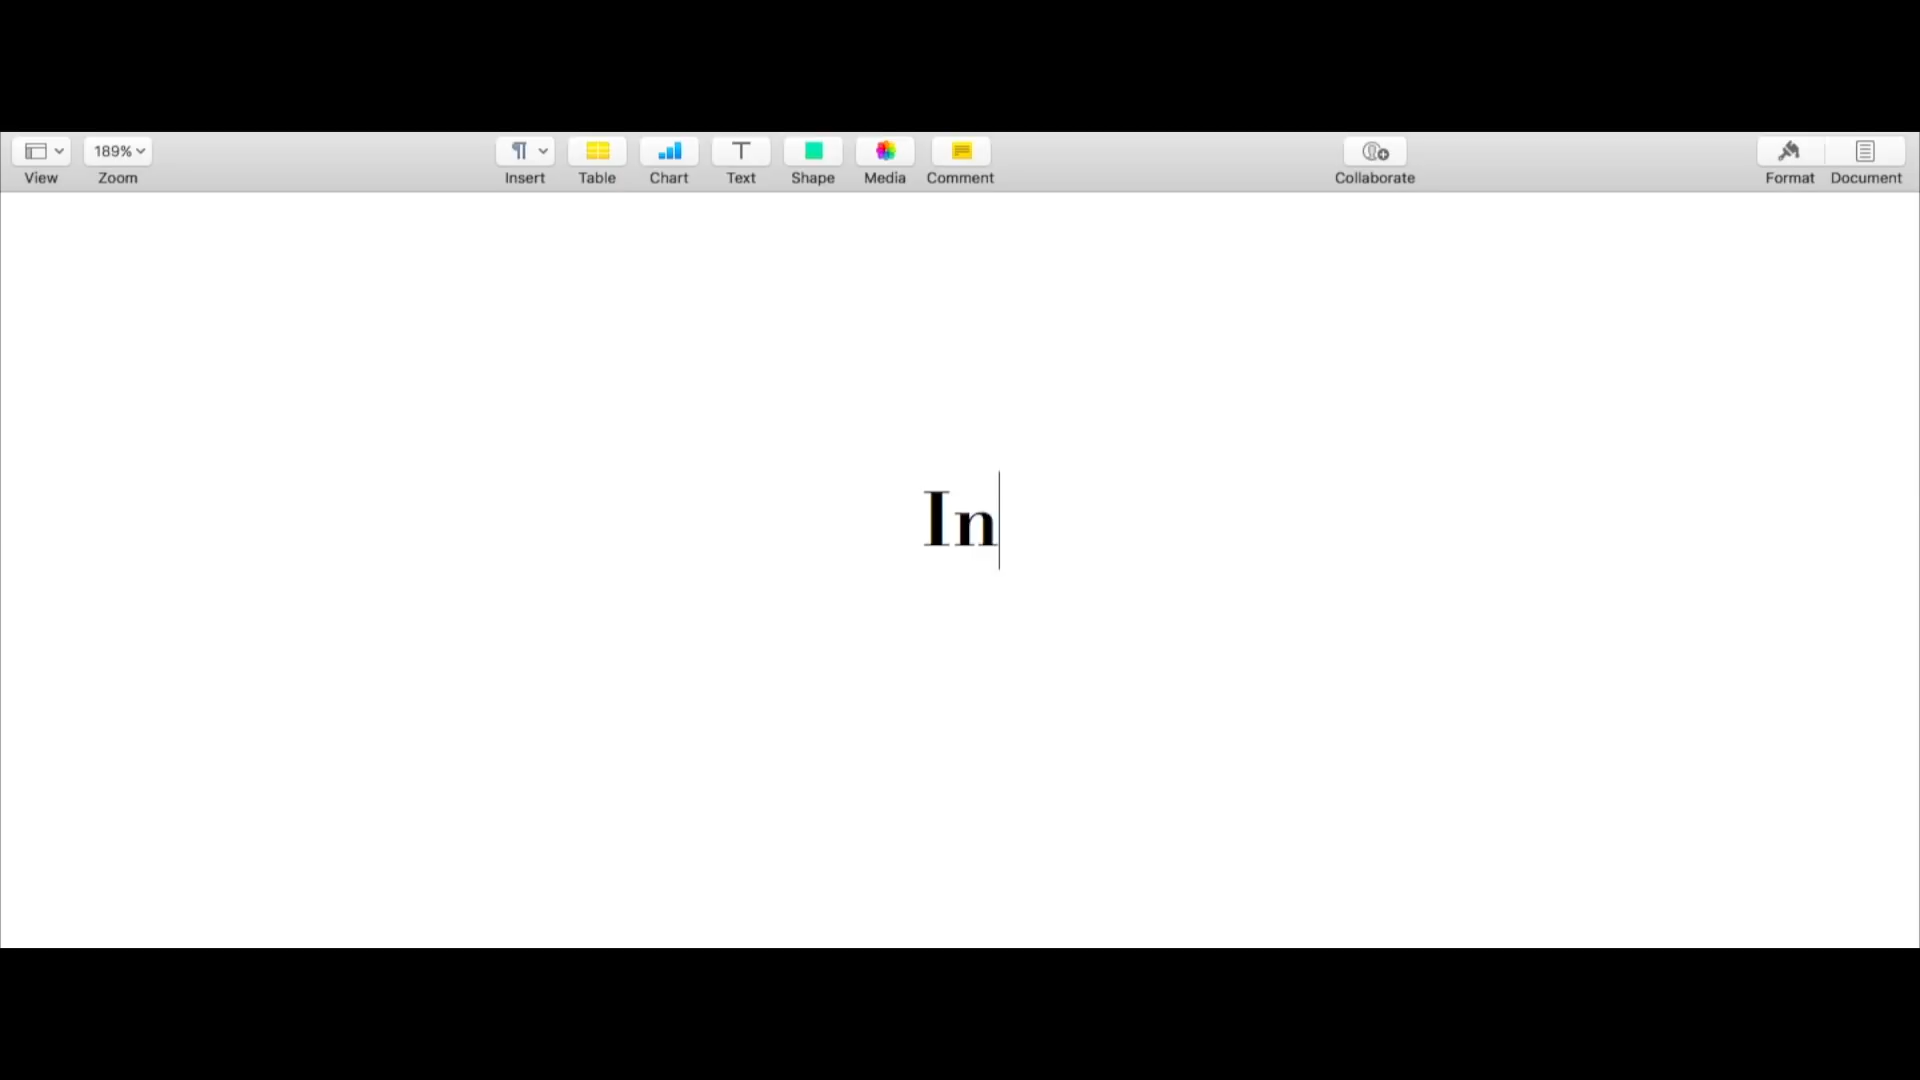 189%
View Zoom Insert Table Chart Text Shape Media Comment Collaborate Format Document
In